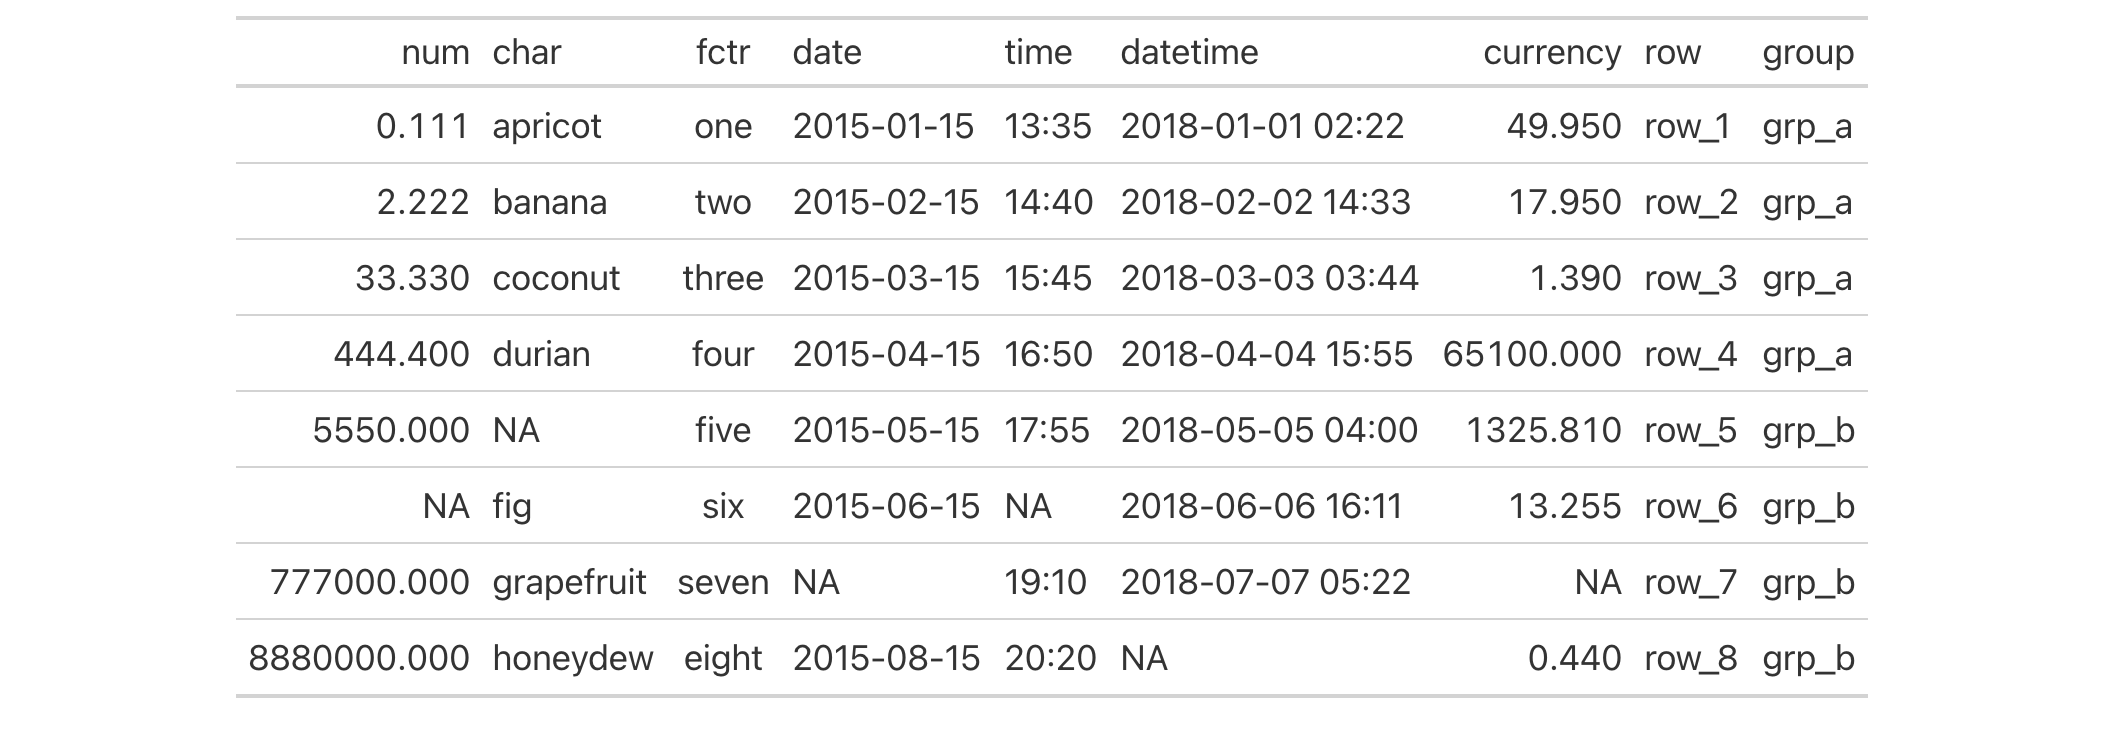 num char fctr date time datetime currency row group
0.111 apricot one 2015-01-15 13:35 2018-01-01 02:22 49.950 row_1 grp_a
2.222 banana two 2015-02-15 14:40 2018-02-02 14:33 17.950 row_2 grp_a
33.330 coconut three 2015-03-15 15:45 2018-03-03 03:44 1.390 row_3 grp_a
444.400 durian four 2015-04-15 16:50 2018-04-04 15:55 65100.000 row_4 grp_a
5550.000 NA five 2015-05-15 17:55 2018-05-05 04:00 1325.810 row_5 grp_b
NA fig six 2015-06-15 NA 2018-06-06 16:11 13.255 row_6 grp_b
777000.000 grapefruit seven NA 19:10 2018-07-07 05:22 NA row_7 grp_b
8880000.000 honeydew eight 2015-08-15 20:20 NA 0.440 row_8 grp_b